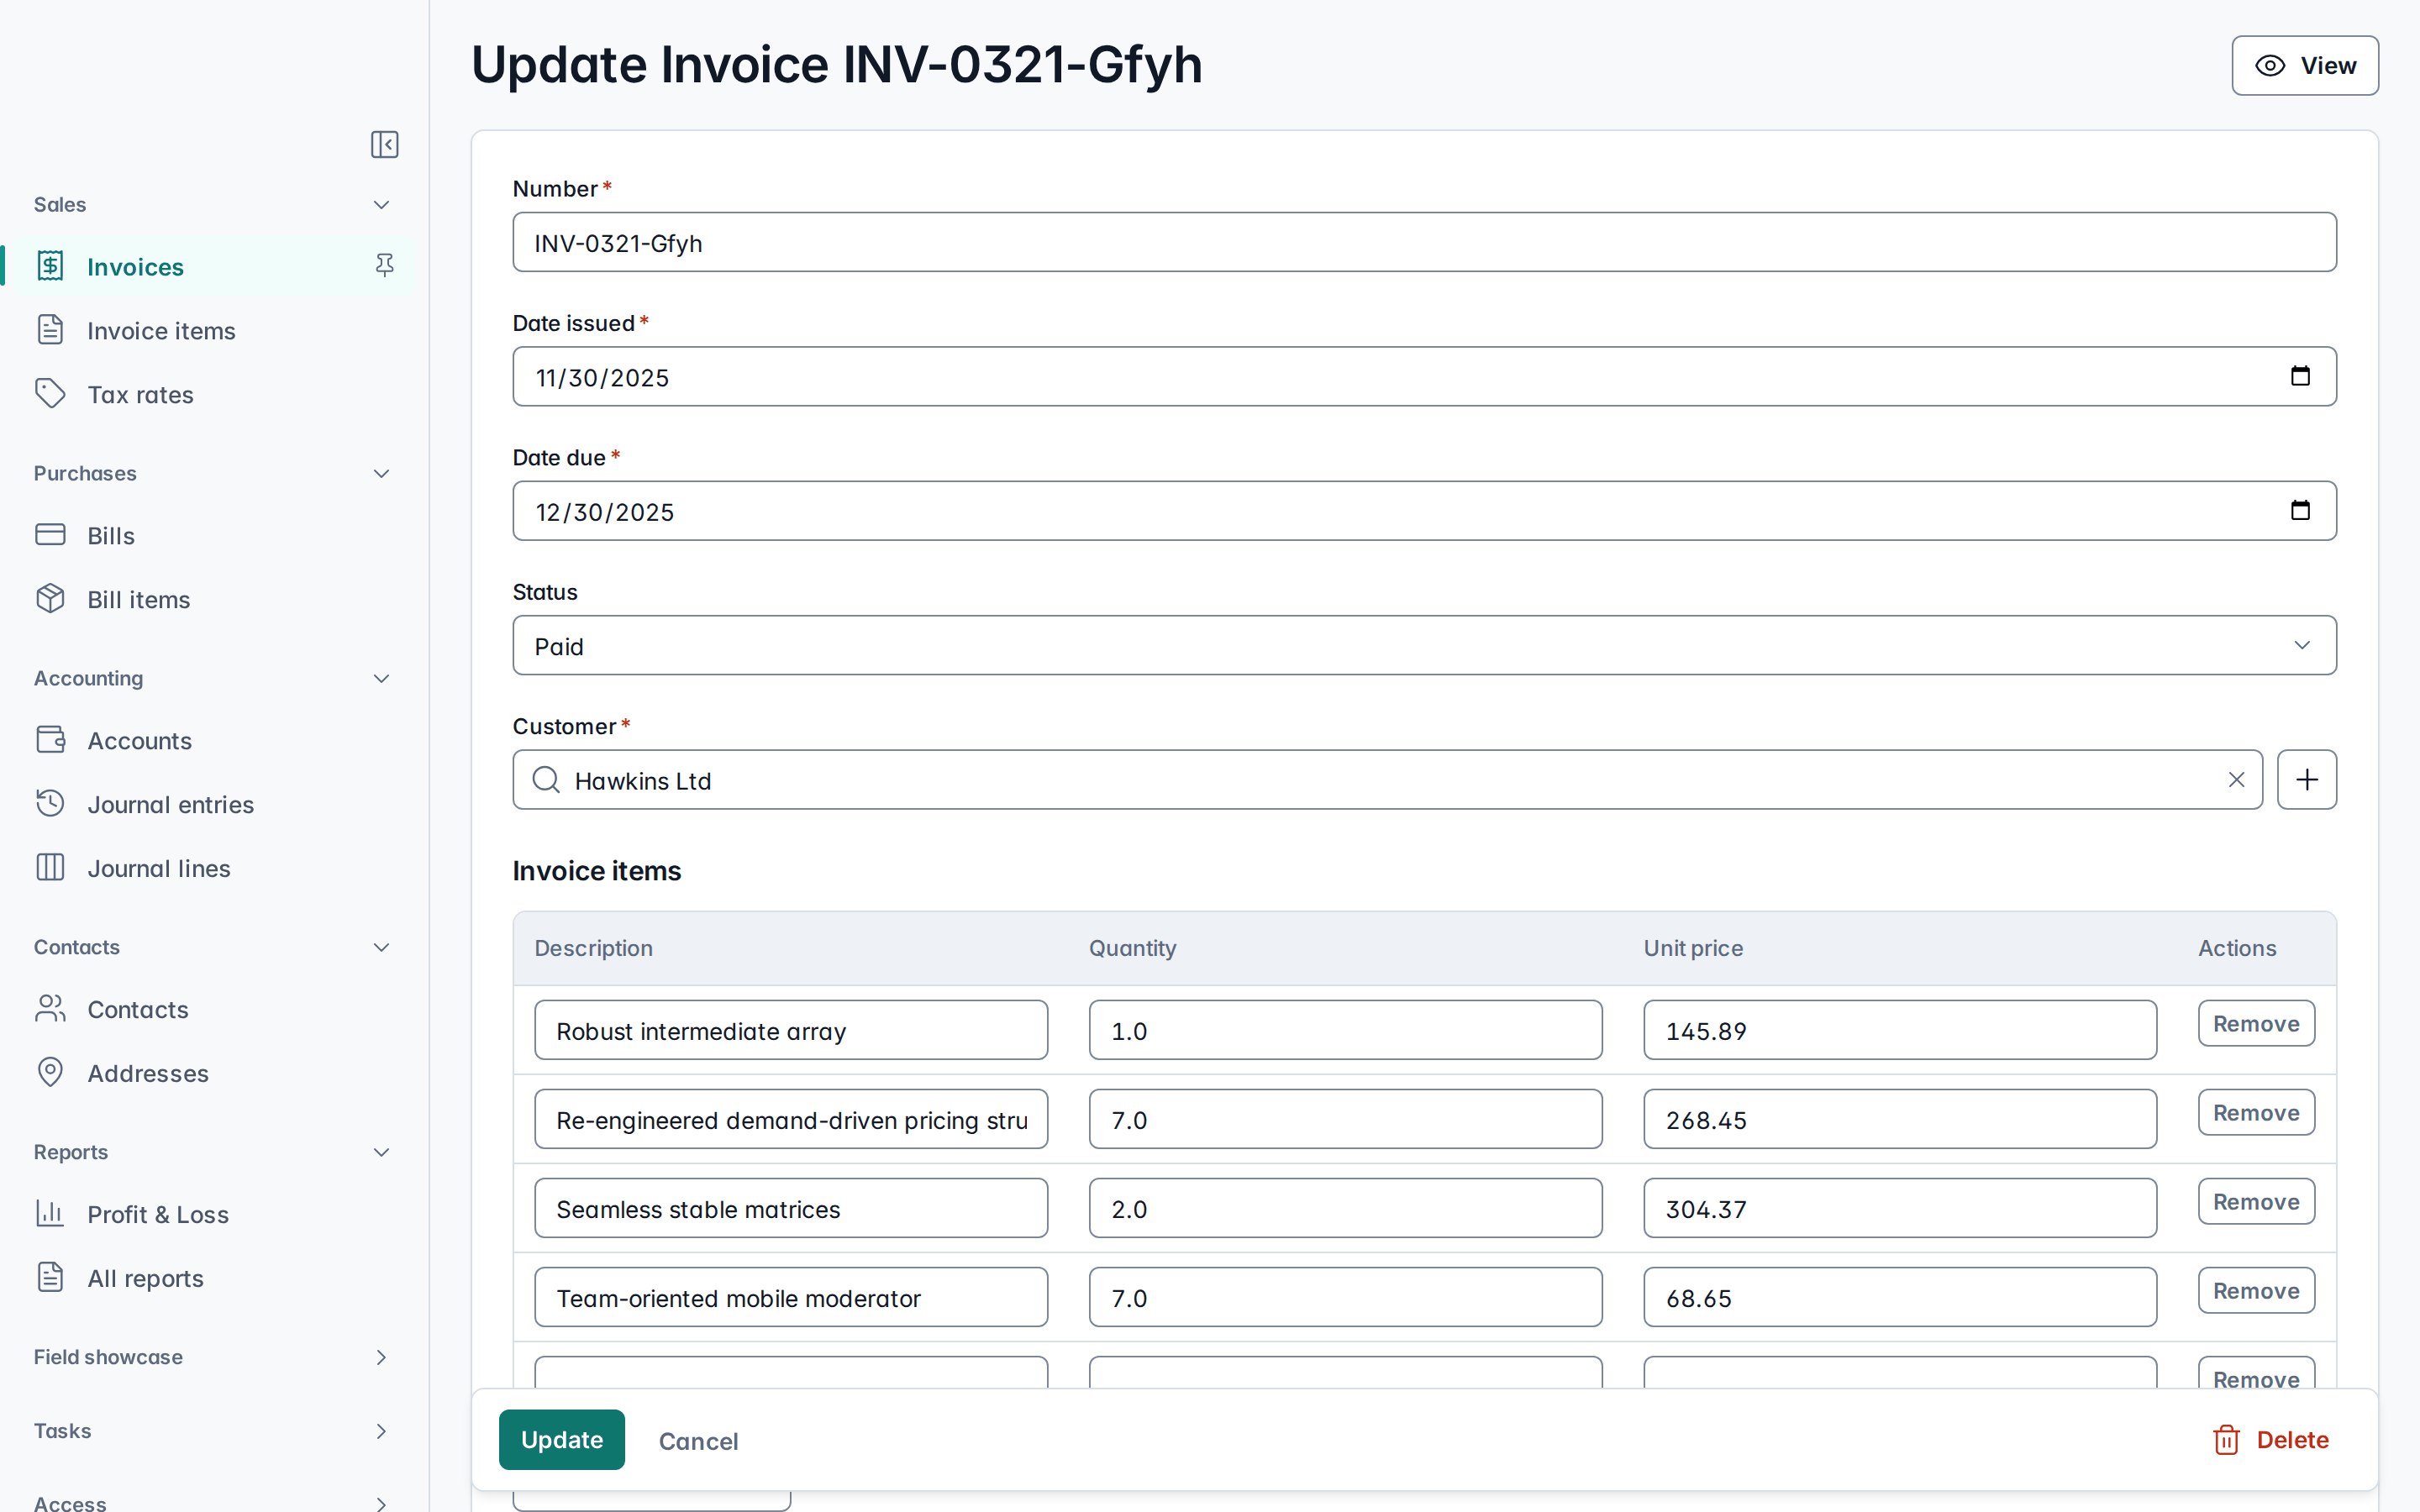 Update Invoice INV-0321-Gfyh
View
Sales
Invoices
Invoice items
Tax rates
Purchases
Bills
Bill items
Accounting
Accounts
Journal entries
Journal lines
Contacts
Contacts
Addresses
Reports
Profit & Loss
All reports
Field showcase
Tasks
Access
Number *
INV-0321-Gfyh
Date issued *
11/30/2025
Date due *
12/30/2025
Status
Paid
Customer *
Hawkins Ltd
Invoice items
Description Quantity Unit price Actions
Robust intermediate array 1.0 145.89 Remove
Re-engineered demand-driven pricing stru 7.0 268.45 Remove
Seamless stable matrices 2.0 304.37 Remove
Team-oriented mobile moderator 7.0 68.65 Remove
Remove
Update Cancel Delete